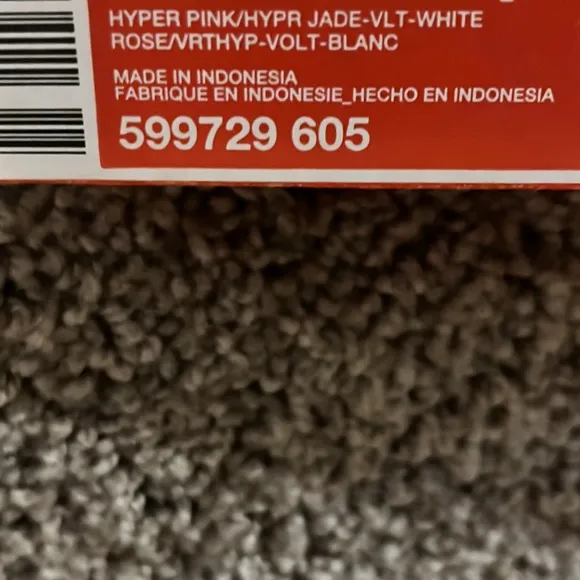 HYPER PINK/HYPR JADE-VLT-WHITE
ROSE/VRTHYP-VOLT-BLANC
MADE IN INDONESIA
FABRIQUE EN INDONESIE_HECHO EN INDONESIA
599729 605